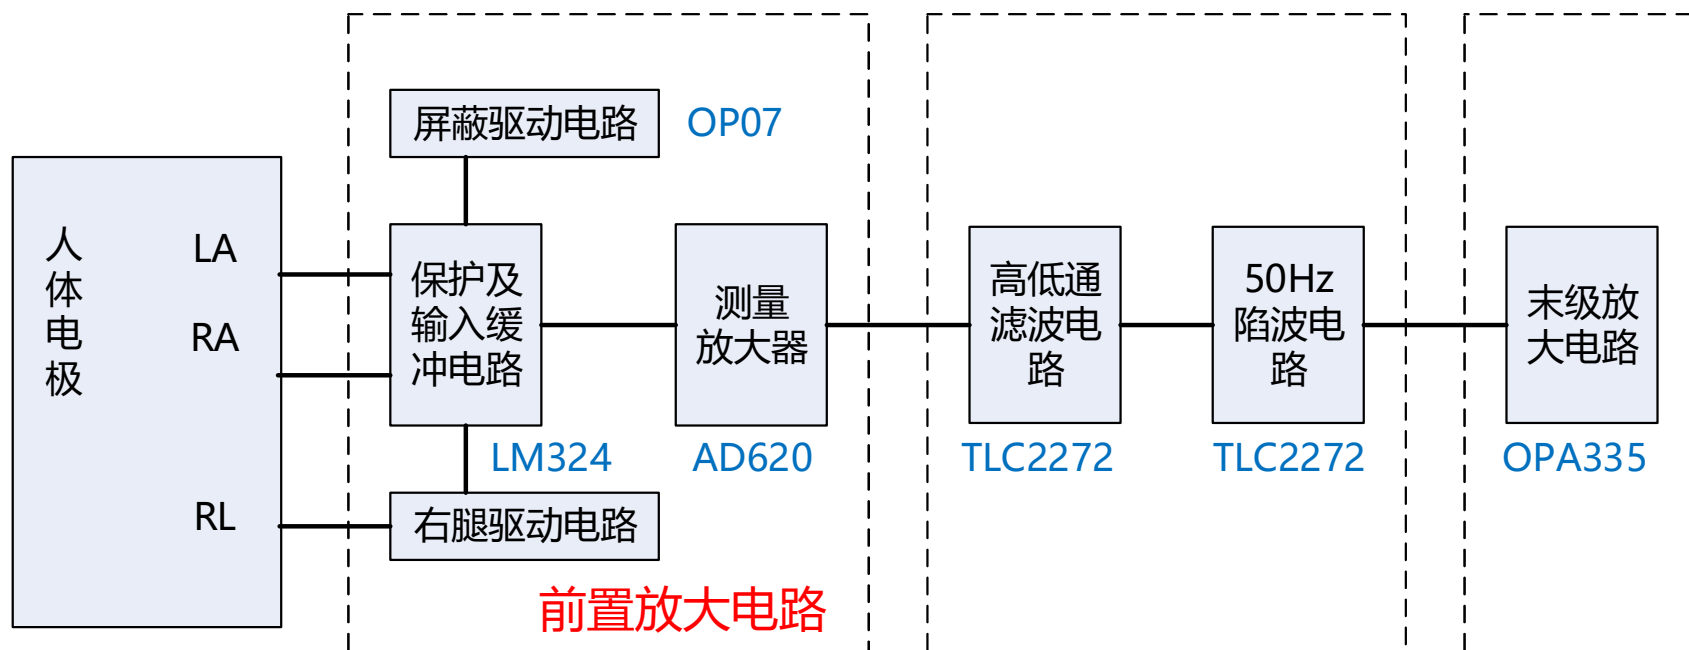 屏蔽驱动电路
OP07
人
体
电
极
LA
RA
RL
保护及
输入缓
冲电路
LM324
测量
放大器
AD620
右腿驱动电路
前置放大电路
高低通
滤波电
路
TLC2272
50Hz
陷波电
路
TLC2272
末级放
大电路
OPA335